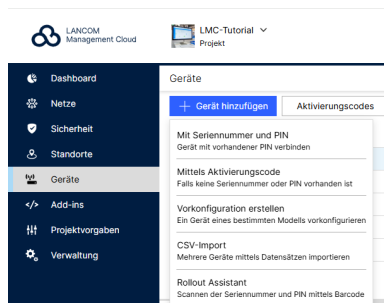 LANCOM
Management Cloud
LMC-Tutorial
Projekt
Dashboard
Netze
Sicherheit
Standorte
Geräte
Add-ins
Projektvorgaben
Verwaltung
Geräte
Gerät hinzufügen
Aktivierungscodes
Mit Seriennummer und PIN
Gerät mit vorhandener PIN verbinden
Mittels Aktivierungscode
Falls keine Seriennummer oder PIN vorhanden ist
Vorkonfiguration erstellen
Ein Gerät eines bestimmten Modells vorkonfigurieren
CSV-Import
Mehrere Geräte mittels Datensätzen importieren
Rollout Assistant
Scannen der Seriennummer und PIN mittels Barcode